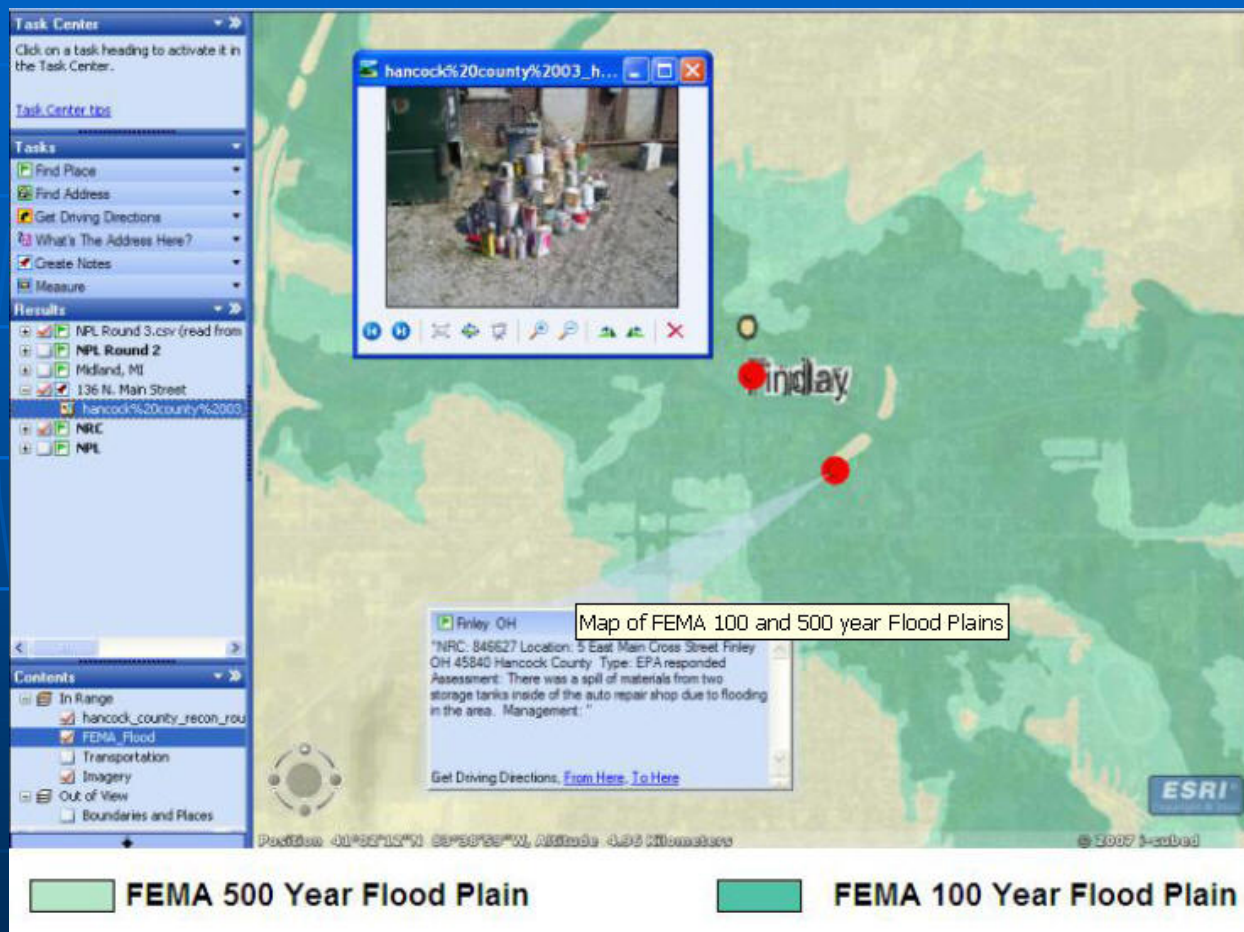 Task Center
Click on a task heading to activate it in
the Task Center.
Task Center tips
Tasks
Find Place
Find Address
Get Driving Directions
What's The Address Here?
Create Notes
Measure
Results
NPL Round 3.csv (read from
NPL Round 2
Midland, MI
136 N. Main Street
hancock%20county%2003_
NRC
NPL
Contents
In Range
hancock_county_recon_rou
FEMA_Flood
Transportation
Imagery
Out of View
Boundaries and Places
hancock%20county%2003_h...
Findlay
Map of FEMA 100 and 500 year Flood Plains
Finley OH
"NRC: 846627 Location: 5 East Main Cross Street Finley
OH 45840 Hancock County Type: EPA responded
Assessment: There was a spill of materials from two
storage tanks inside of the auto repair shop due to flooding
in the area. Management: "
Get Driving Directions, From Here, To Here
ESRI
Position Altitude Kilometers
© 2007 i-cubed
FEMA 500 Year Flood Plain
FEMA 100 Year Flood Plain